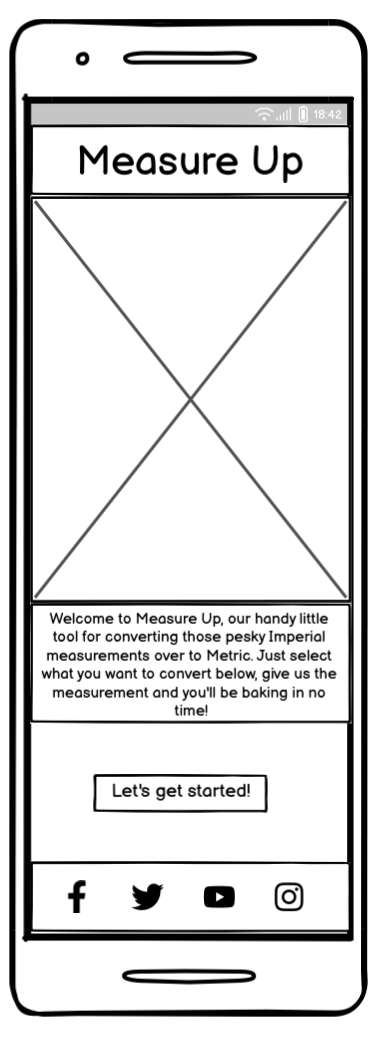 18:42
Measure Up
Welcome to Measure Up, our handy little
tool for converting those pesky Imperial
measurements over to Metric. Just select
what you want to convert below, give us the
measurement and you'll be baking in no
time!
Let's get started!